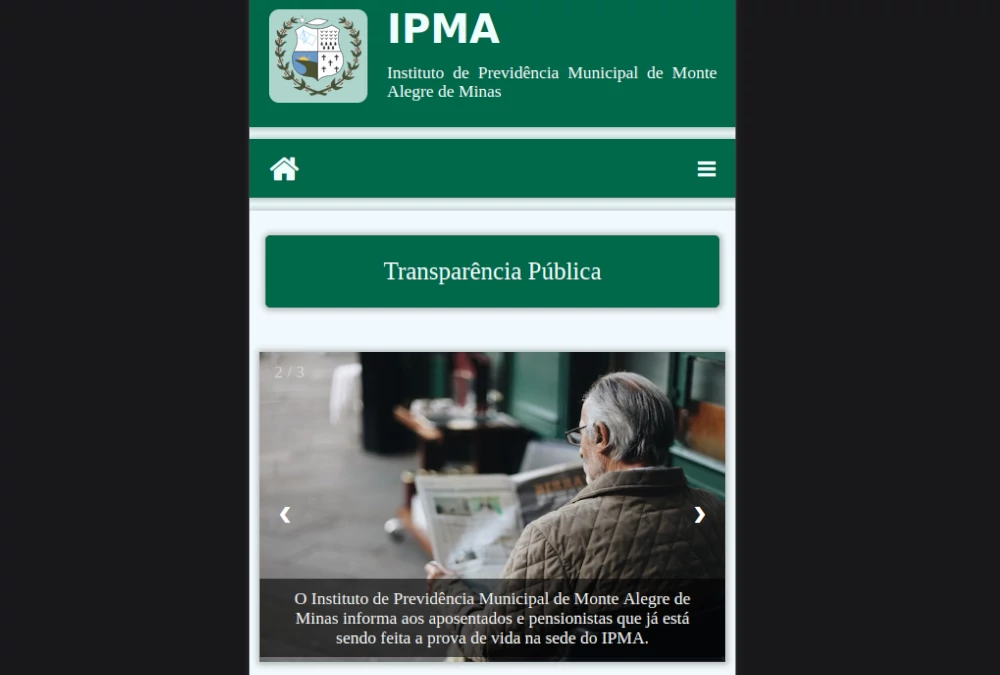 IPMA
Instituto de Previdência Municipal de Monte
Alegre de Minas
Transparência Pública
2 / 3
O Instituto de Previdência Municipal de Monte Alegre de
Minas informa aos aposentados e pensionistas que já está
sendo feita a prova de vida na sede do IPMA.